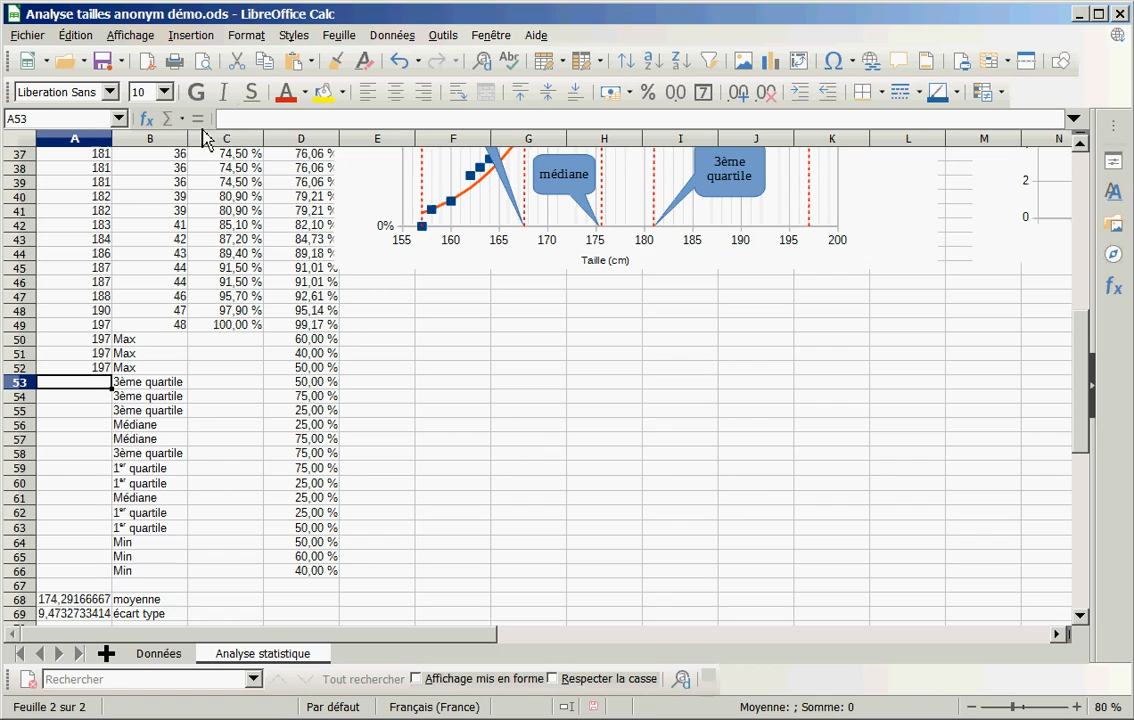 Analyse tailles anonym démo.ods - LibreOffice Calc
Fichier Édition Affichage Insertion Format Styles Feuille Données Outils Fenêtre Aide
Liberation Sans 10
A53
A B C D E F G H I J K L M N
37 181 36 74,50 % 76,06 %
38 181 36 74,50 % 76,06 %
39 181 36 74,50 % 76,06 %
40 182 39 80,90 % 79,21 %
41 182 39 80,90 % 79,21 %
42 183 41 85,10 % 82,10 %
43 184 42 87,20 % 84,73 %
44 186 43 89,40 % 89,18 %
45 187 44 91,50 % 91,01 %
46 187 44 91,50 % 91,01 %
47 188 46 95,70 % 92,61 %
48 190 47 97,90 % 95,14 %
49 197 48 100,00 % 99,17 %
50 197 Max 60,00 %
51 197 Max 40,00 %
52 197 Max 50,00 %
53 3ème quartile 50,00 %
54 3ème quartile 75,00 %
55 3ème quartile 25,00 %
56 Médiane 25,00 %
57 Médiane 75,00 %
58 3ème quartile 75,00 %
59 1er quartile 75,00 %
60 1er quartile 25,00 %
61 Médiane 25,00 %
62 1er quartile 25,00 %
63 1er quartile 50,00 %
64 Min 50,00 %
65 Min 60,00 %
66 Min 40,00 %
67
68 174,29166667 moyenne
69 9,4732733414 écart type
médiane
3ème
quartile
0%
155 160 165 170 175 180 185 190 195 200
Taille (cm)
2
0
Données Analyse statistique
Rechercher Tout rechercher Affichage mis en forme Respecter la casse
Feuille 2 sur 2 Par défaut Français (France) Moyenne: ; Somme: 0 80 %